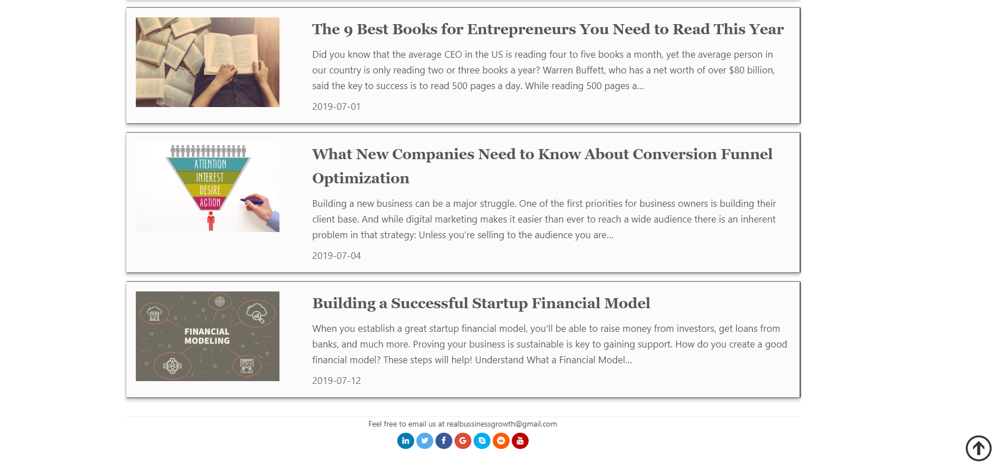 The 9 Best Books for Entrepreneurs You Need to Read This Year
Did you know that the average CEO in the US is reading four to five books a month, yet the average person in
our country is only reading two or three books a year? Warren Buffett, who has a net worth of over $80 billion,
said the key to success is to read 500 pages a day. While reading 500 pages a...
2019-07-01
ATTENTION
INTEREST
DESIRE
ACTION
What New Companies Need to Know About Conversion Funnel
Optimization
Building a new business can be a major struggle. One of the first priorities for business owners is building their
client base. And while digital marketing makes it easier than ever to reach a wide audience there is an inherent
problem in that strategy: Unless you’re selling to the audience you are...
2019-07-04
FINANCIAL
MODELING
Building a Successful Startup Financial Model
When you establish a great startup financial model, you’ll be able to raise money from investors, get loans from
banks, and much more. Proving your business is sustainable is key to gaining support. How do you create a good
financial model? These steps will help! Understand What a Financial Model...
2019-07-12
Feel free to email us at realbussinessgrowth@gmail.com
in f G S You
Tube